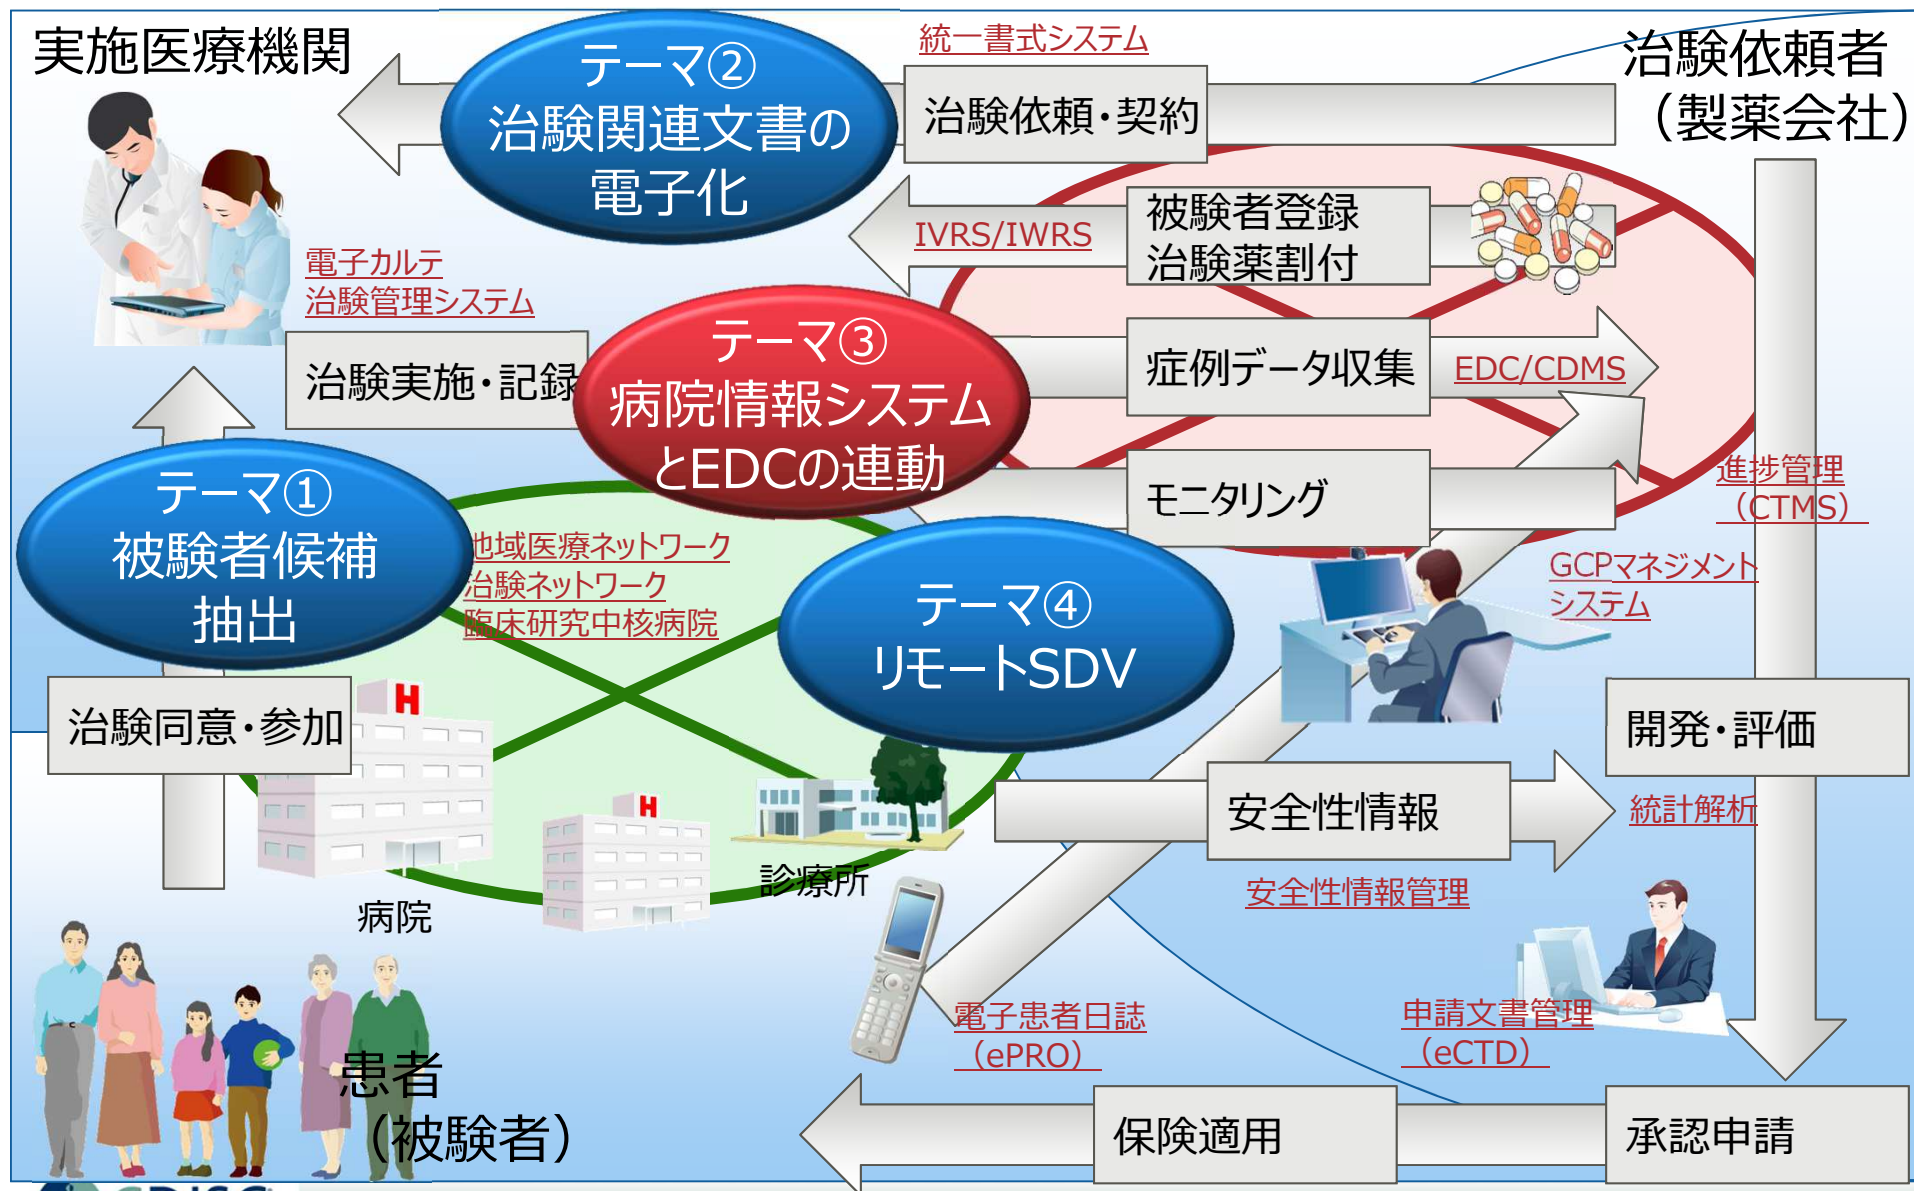 実施医療機関
テーマ②
治験関連文書の
電子化
統一書式システム
治験依頼・契約
治験依頼者
（製薬会社）
IVRS/IWRS
被験者登録
治験薬割付
電子カルテ
治験管理システム
治験実施・記録
テーマ③
病院情報システム
とEDCの連動
症例データ収集
EDC/CDMS
モニタリング
進捗管理
（CTMS）
テーマ①
被験者候補
抽出
地域医療ネットワーク
治験ネットワーク
臨床研究中核病院
テーマ④
リモートSDV
GCPマネジメント
システム
治験同意・参加
H
H
開発・評価
安全性情報
統計解析
安全性情報管理
診療所
病院
電子患者日誌
（ePRO）
申請文書管理
（eCTD）
患者
（被験者）
保険適用
承認申請